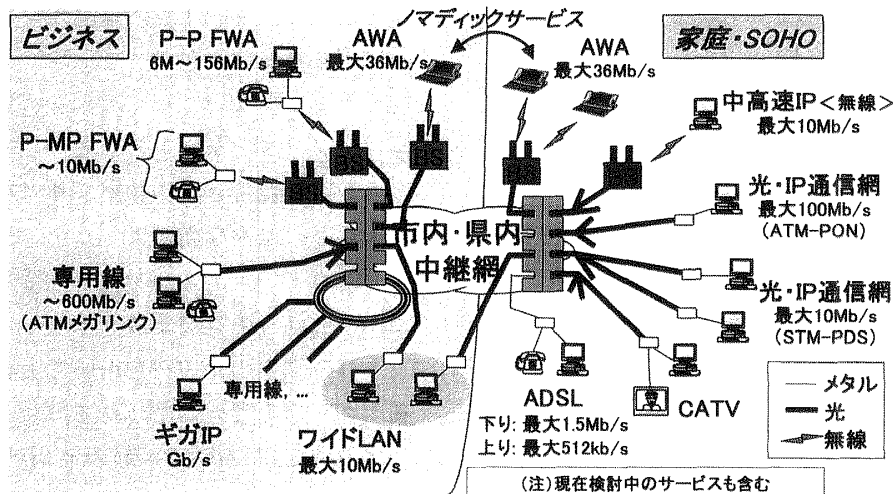 ビジネス
P-P FWA
6M～156Mb/s
AWA
最大36Mb/s
ノマディックサービス
AWA
最大36Mb/s
家庭・SOHO
P-MP FWA
～10Mb/s
中高速IP＜無線＞
最大10Mb/s
光・IP通信網
最大100Mb/s
(ATM-PON)
市内・県内
中継網
専用線
～600Mb/s
(ATMメガリンク)
光・IP通信網
最大10Mb/s
(STM-PDS)
専用線, ...
ギガIP
Gb/s
ワイドLAN
最大10Mb/s
ADSL
下り: 最大1.5Mb/s
上り: 最大512kb/s
CATV
メタル
光
無線
(注)現在検討中のサービスも含む